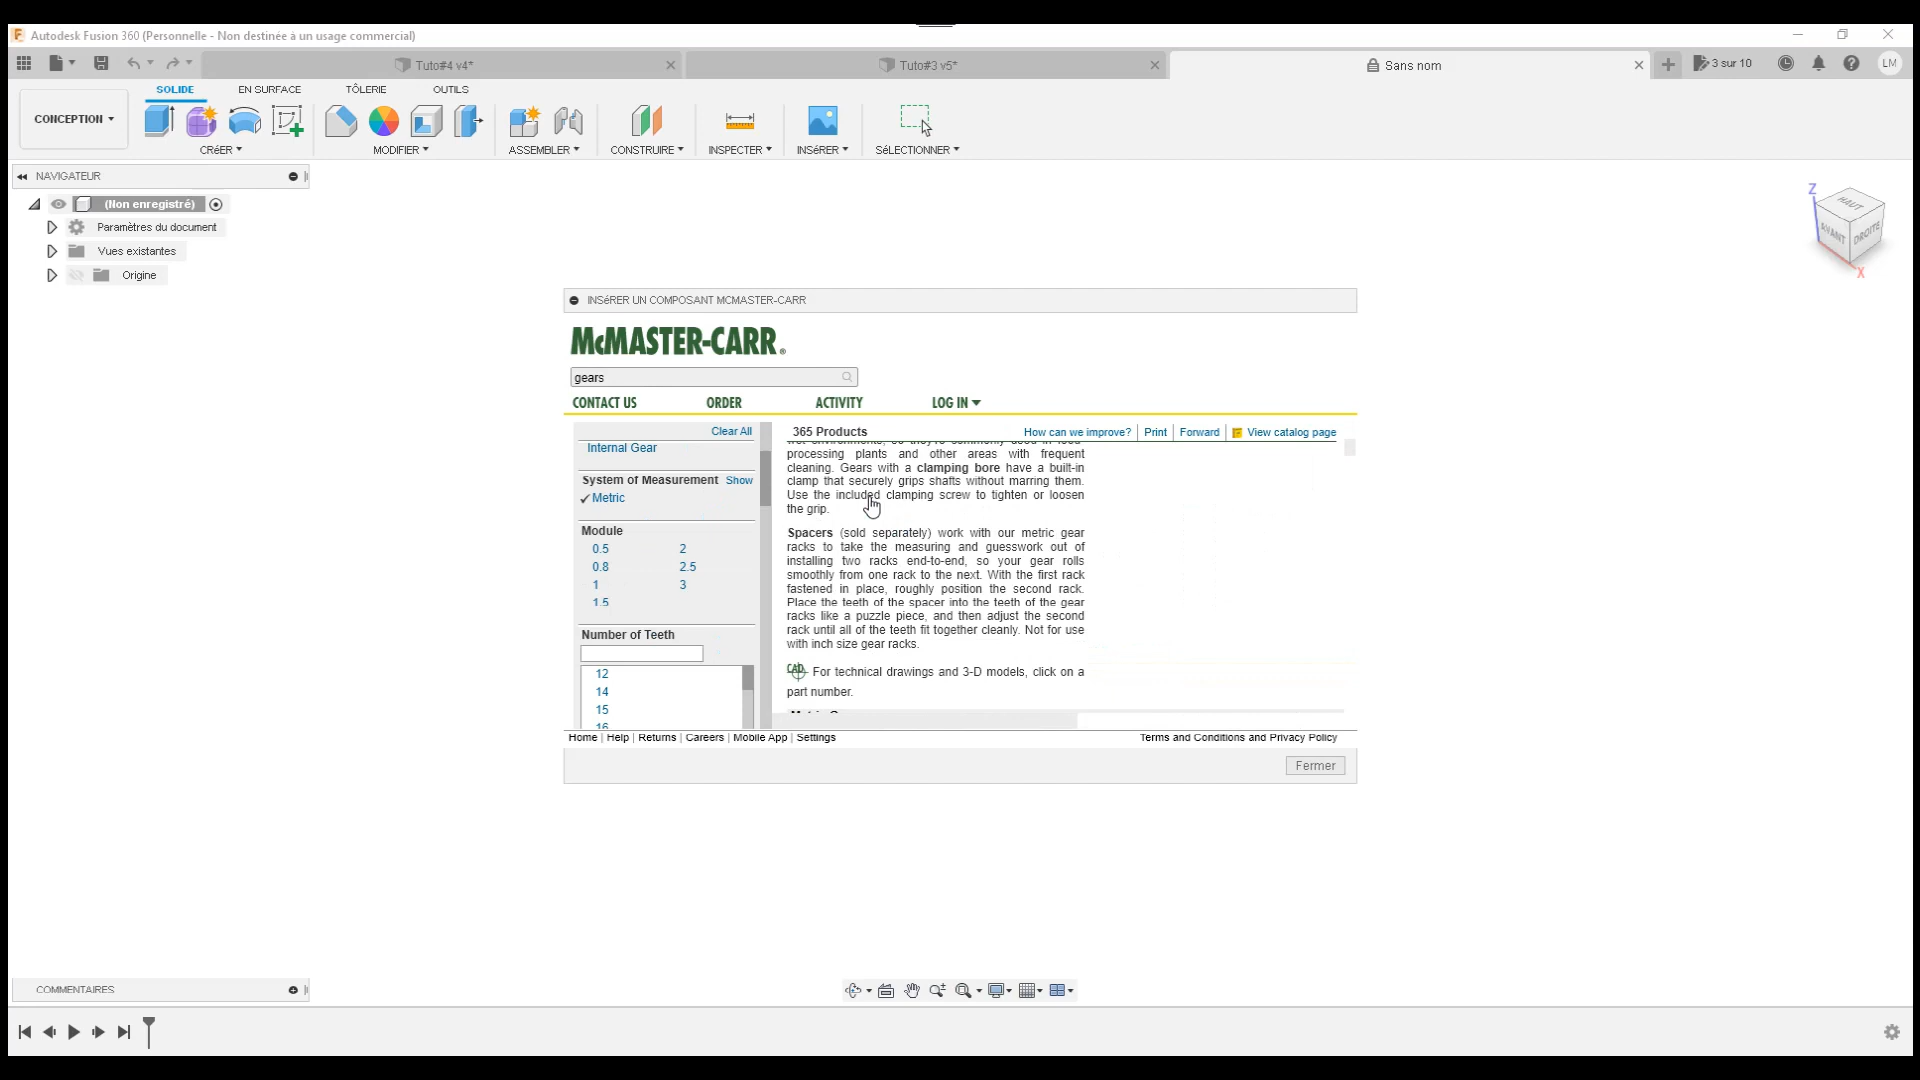 Autodesk Fusion 360 (Personnelle - Non destinée à un usage commercial)
Tuto#4 v4*
Tuto#3 v5*
Sans nom
3 sur 10
LM
SOLIDE
EN SURFACE
TÔLERIE
OUTILS
CONCEPTION
CRéER
MODIFIER
ASSEMBLER
CONSTRUIRE
INSPECTER
INSéRER
SéLECTIONNER
NAVIGATEUR
(Non enregistré)
Paramètres du document
Vues existantes
Origine
Z
HAUT
AVANT
DROITE
X
INSéRER UN COMPOSANT MCMASTER-CARR
McMASTER-CARR®
gears
CONTACT US
ORDER
ACTIVITY
LOG IN
Clear All
Internal Gear
System of Measurement Show
Metric
Module
0.5 2
0.8 2.5
1 3
1.5
Number of Teeth
12
14
15
16
365 Products
How can we improve? Print Forward View catalog page
wet environments, so they're commonly used in food-
processing plants and other areas with frequent
cleaning. Gears with a clamping bore have a built-in
clamp that securely grips shafts without marring them.
Use the included clamping screw to tighten or loosen
the grip.
Spacers (sold separately) work with our metric gear
racks to take the measuring and guesswork out of
installing two racks end-to-end, so your gear rolls
smoothly from one rack to the next. With the first rack
fastened in place, roughly position the second rack.
Place the teeth of the spacer into the teeth of the gear
racks like a puzzle piece, and then adjust the second
rack until all of the teeth fit together cleanly. Not for use
with inch size gear racks.
CAD For technical drawings and 3-D models, click on a
part number.
Home | Help | Returns | Careers | Mobile App | Settings
Terms and Conditions and Privacy Policy
Fermer
COMMENTAIRES